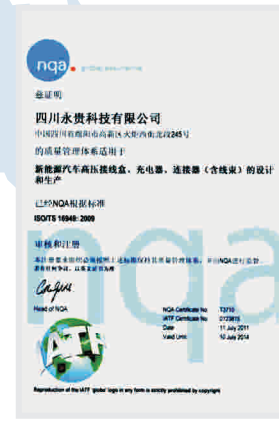 nqa.
global assurance
兹证明
四川永贵科技有限公司
中国四川省绵阳市高新区火炬西街北段245号
的质量管理体系适用于
新能源汽车高压接线盒、充电器、连接器（含线束）的设计
和生产
已经NQA根据标准
ISO/TS 16949: 2009
审核和注册
Head of NQA
NQA Certificate No
IATF Certificate No
Date 11 July 2011
Valid Until 10 July 2014
IATF
Reproduction of the IATF 'globe' logo in any form is strictly prohibited by copyright
nqa